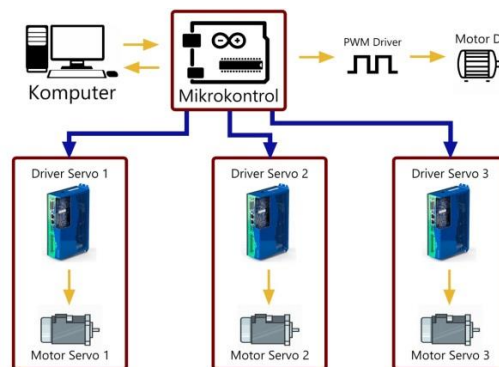 Komputer
Mikrokontrol
PWM Driver
Motor D
Driver Servo 1
Driver Servo 2
Driver Servo 3
Motor Servo 1
Motor Servo 2
Motor Servo 3